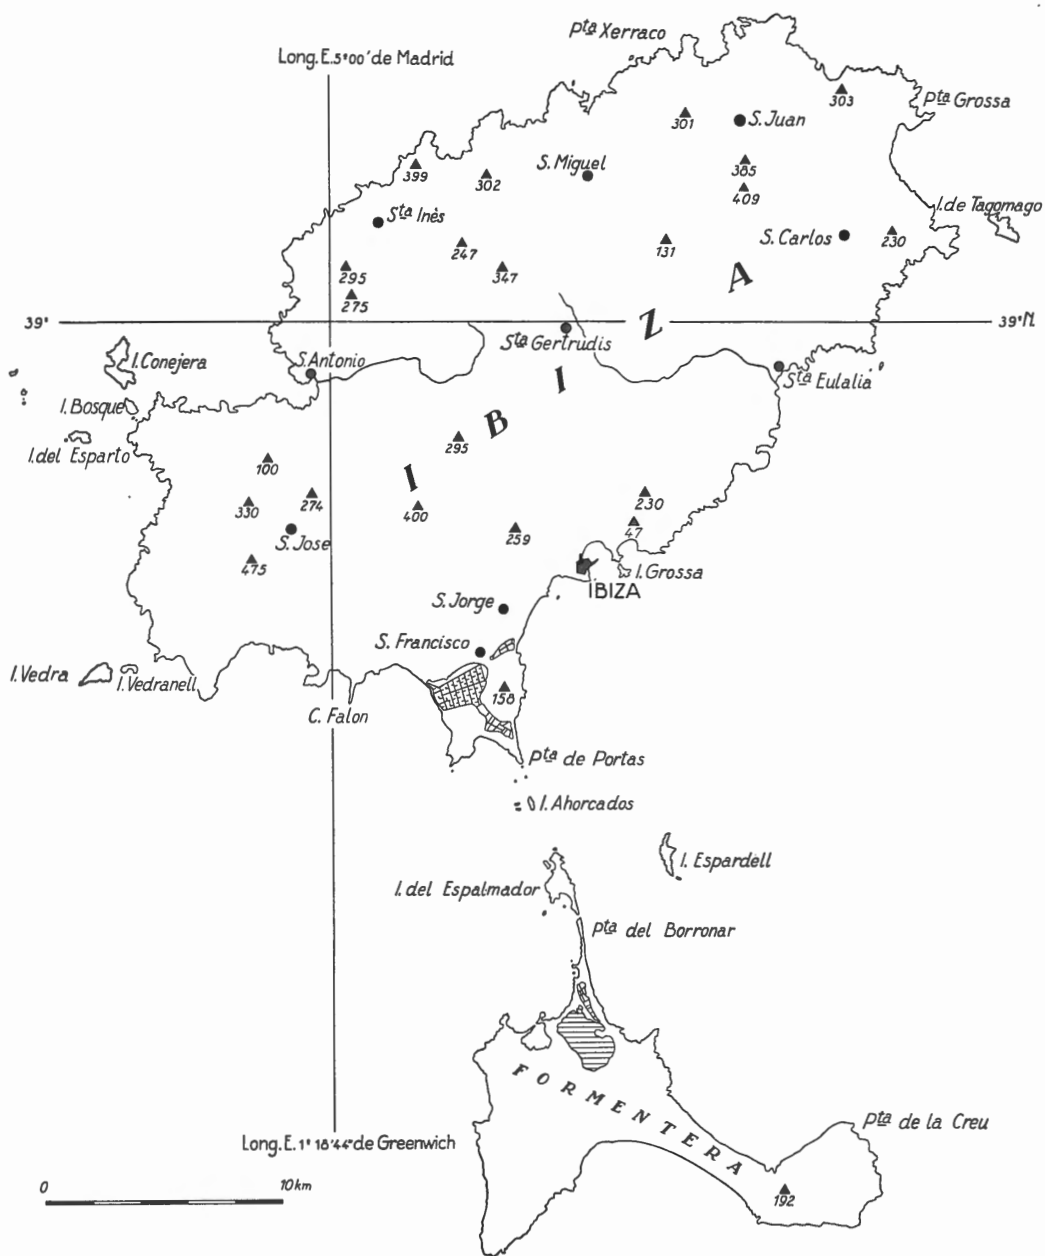 Pta Xerraco
Long. E. 5°00' de Madrid
303
Pta Grossa
301
S. Juan
399
302
S. Miguel
385
409
I. de Tagomago
Sta Inès
247
131
S. Carlos
230
295
347
275
A
Z
39°
39° N.
Sta Gertrudis
I. Conejera
S. Antonio
Sta Eulalia
I
I. Bosque
B
I. del Esparto
295
100
I
330
274
400
230
S. Jose
259
47
475
I. Grossa
IBIZA
S. Jorge
S. Francisco
I. Vedra
I. Vedranell
158
C. Falon
Pta de Portas
I. Ahorcados
I. Espardell
I. del Espalmador
Pta del Borronar
FORMENTERA
Pta de la Creu
Long. E. 1° 18'44" de Greenwich
192
0 10 km